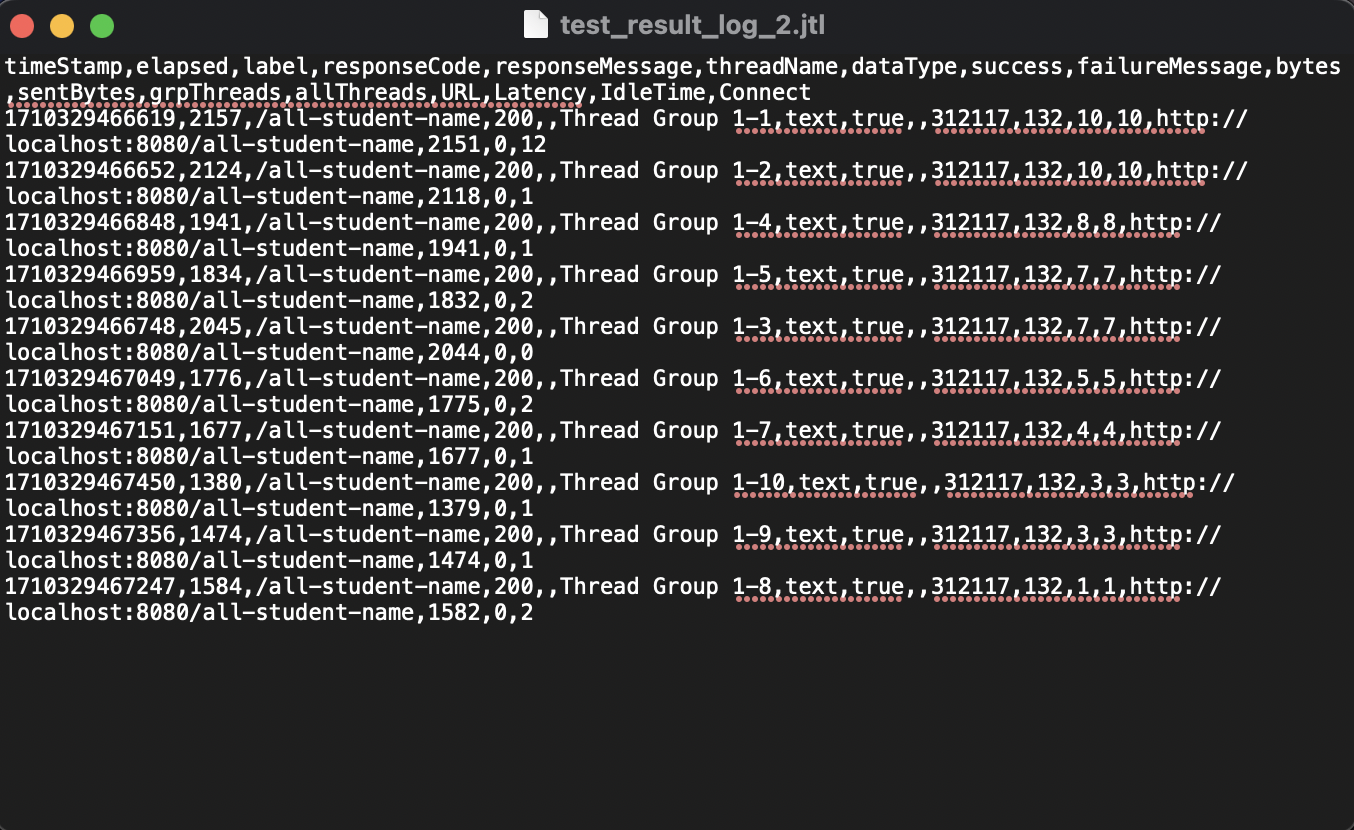 test_result_log_2.jtl
timeStamp,elapsed,label,responseCode,responseMessage,threadName,dataType,success,failureMessage,bytes
,sentBytes,grpThreads,allThreads,URL,Latency,IdleTime,Connect
1710329466619,2157,/all-student-name,200,,Thread Group 1-1,text,true,,312117,132,10,10,http://
localhost:8080/all-student-name,2151,0,12
1710329466652,2124,/all-student-name,200,,Thread Group 1-2,text,true,,312117,132,10,10,http://
localhost:8080/all-student-name,2118,0,1
1710329466848,1941,/all-student-name,200,,Thread Group 1-4,text,true,,312117,132,8,8,http://
localhost:8080/all-student-name,1941,0,1
1710329466959,1834,/all-student-name,200,,Thread Group 1-5,text,true,,312117,132,7,7,http://
localhost:8080/all-student-name,1832,0,2
1710329466748,2045,/all-student-name,200,,Thread Group 1-3,text,true,,312117,132,7,7,http://
localhost:8080/all-student-name,2044,0,0
1710329467049,1776,/all-student-name,200,,Thread Group 1-6,text,true,,312117,132,5,5,http://
localhost:8080/all-student-name,1775,0,2
1710329467151,1677,/all-student-name,200,,Thread Group 1-7,text,true,,312117,132,4,4,http://
localhost:8080/all-student-name,1677,0,1
1710329467450,1380,/all-student-name,200,,Thread Group 1-10,text,true,,312117,132,3,3,http://
localhost:8080/all-student-name,1379,0,1
1710329467356,1474,/all-student-name,200,,Thread Group 1-9,text,true,,312117,132,3,3,http://
localhost:8080/all-student-name,1474,0,1
1710329467247,1584,/all-student-name,200,,Thread Group 1-8,text,true,,312117,132,1,1,http://
localhost:8080/all-student-name,1582,0,2